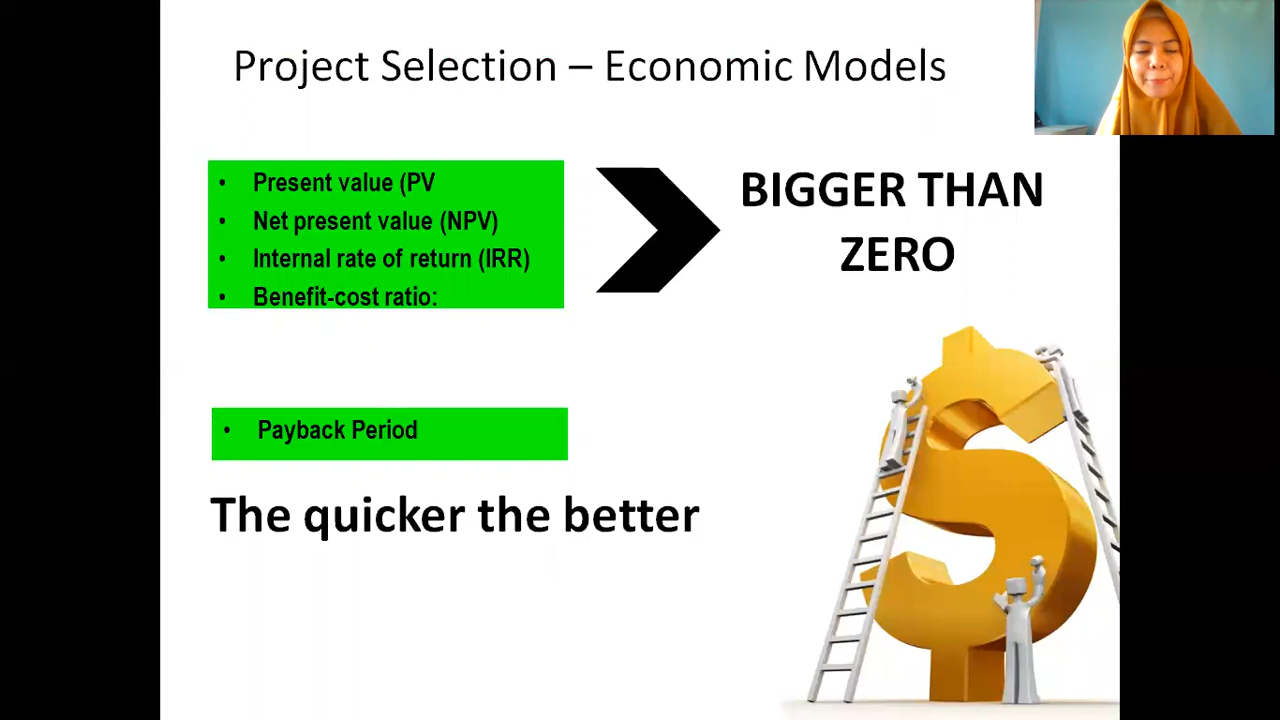 Project Selection – Economic Models
• Present value (PV
• Net present value (NPV)
• Internal rate of return (IRR)
• Benefit-cost ratio:
BIGGER THAN
ZERO
• Payback Period
The quicker the better